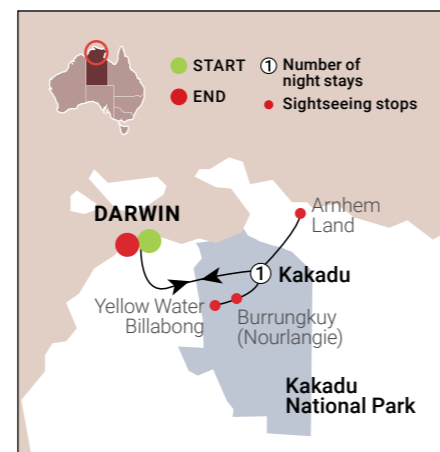 START
END
1 Number of
night stays
Sightseeing stops
DARWIN
Arnhem
Land
1 Kakadu
Yellow Water
Billabong
Burrungkuy
(Nourlangie)
Kakadu
National Park